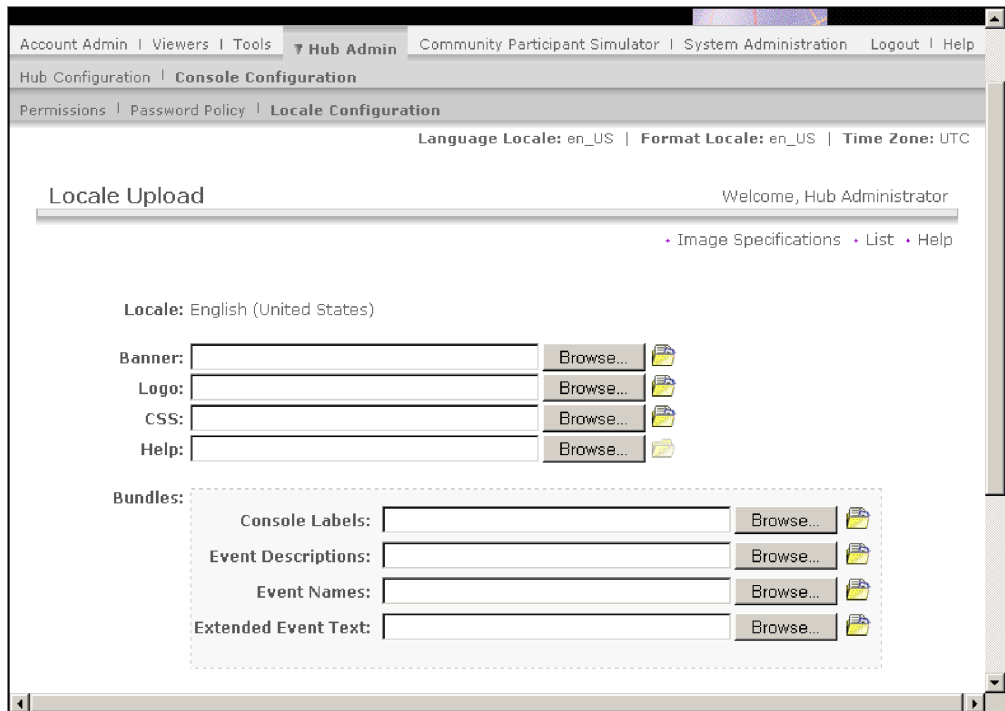 Account Admin | Viewers | Tools
Hub Admin
Community Participant Simulator | System Administration
Logout | Help
Hub Configuration | Console Configuration
Permissions | Password Policy | Locale Configuration
Language Locale: en_US | Format Locale: en_US | Time Zone: UTC
Locale Upload
Welcome, Hub Administrator
Image Specifications
List
Help
Locale: English (United States)
Banner: Browse...
Logo: Browse...
CSS: Browse...
Help: Browse...
Bundles:
Console Labels: Browse...
Event Descriptions: Browse...
Event Names: Browse...
Extended Event Text: Browse...